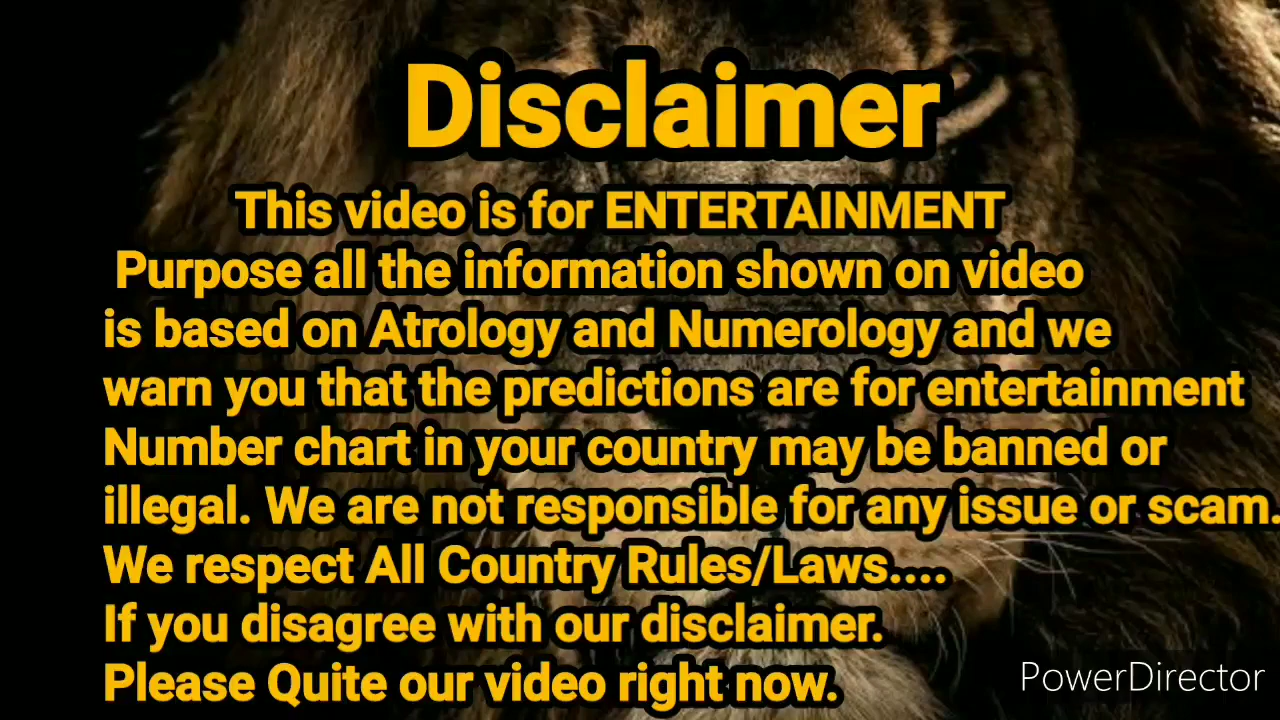 Disclaimer
This video is for ENTERTAINMENT
Purpose all the information shown on video
is based on Atrology and Numerology and we
warn you that the predictions are for entertainment
Number chart in your country may be banned or
illegal. We are not responsible for any issue or scam.
We respect All Country Rules/Laws....
If you disagree with our disclaimer.
Please Quite our video right now.
PowerDirector